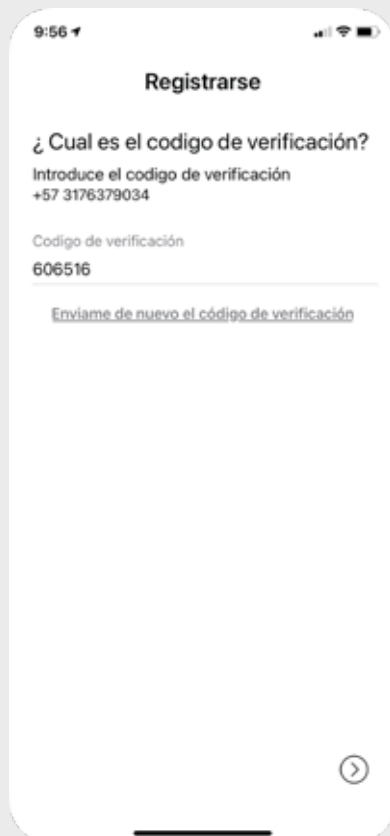 9:56
Registrarse
¿ Cual es el codigo de verificación?
Introduce el codigo de verificación
+57 3176379034
Codigo de verificación
606516
Enviame de nuevo el código de verificación